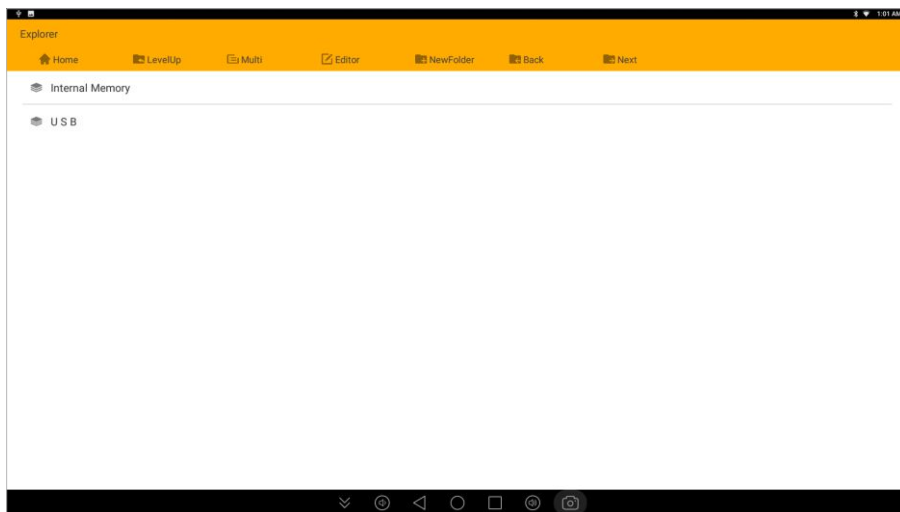 1:01 AM
Explorer
Home LevelUp Multi Editor NewFolder Back Next
Internal Memory
U S B